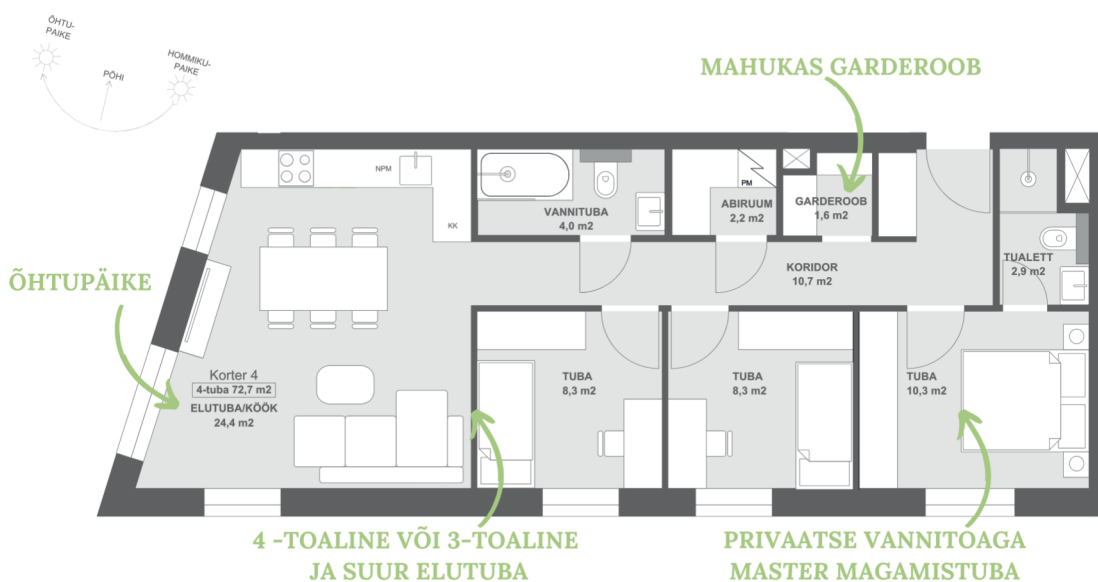 ÕHTU-
PAIKE
HOMMIKU-
PAIKE
PÕHI
MAHUKAS GARDEROOB
NPM
KK
VANNITUBA
4,0 m2
PM
ABIRUUM
2,2 m2
GARDEROOB
1,6 m2
KORIDOR
10,7 m2
TUALETT
2,9 m2
ÕHTUPÄIKE
Korter 4
4-tuba 72,7 m2
ELUTUBA/KÖÖK
24,4 m2
TUBA
8,3 m2
TUBA
8,3 m2
TUBA
10,3 m2
4 -TOALINE VÕI 3-TOALINE
JA SUUR ELUTUBA
PRIVAATSE VANNITOAGA
MASTER MAGAMISTUBA